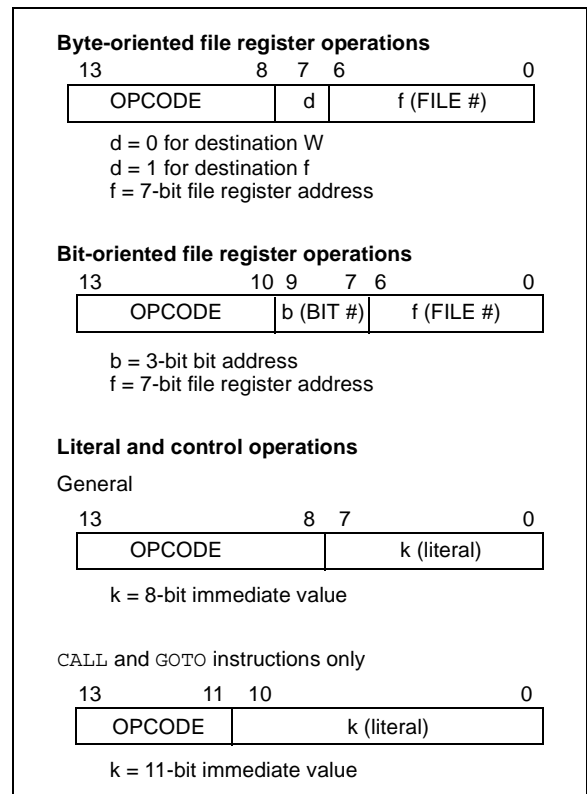 Byte-oriented file register operations
13 8 7 6 0
OPCODE d f (FILE #)
d = 0 for destination W
d = 1 for destination f
f = 7-bit file register address
Bit-oriented file register operations
13 10 9 7 6 0
OPCODE b (BIT #) f (FILE #)
b = 3-bit bit address
f = 7-bit file register address
Literal and control operations
General
13 8 7 0
OPCODE k (literal)
k = 8-bit immediate value
CALL and GOTO instructions only
13 11 10 0
OPCODE k (literal)
k = 11-bit immediate value